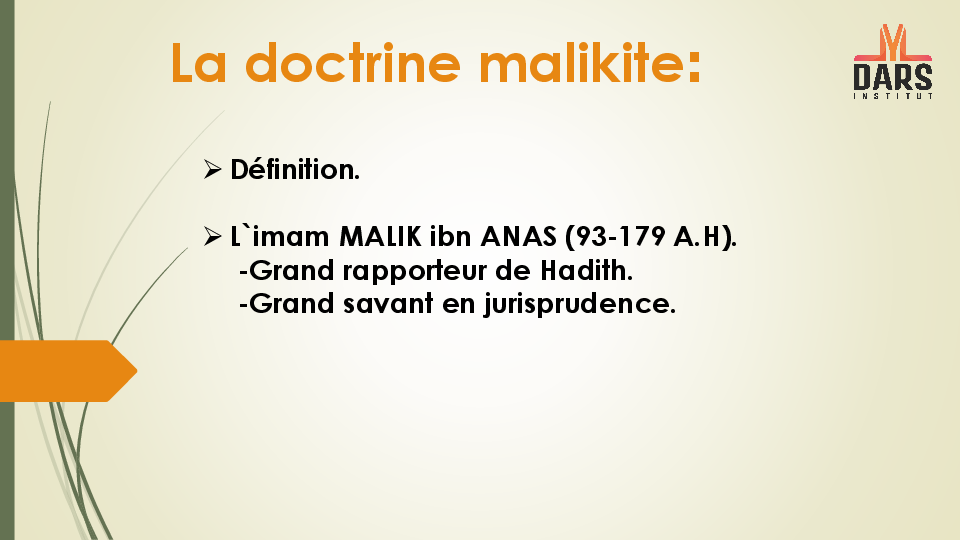 La doctrine malikite:
DARS
INSTITUT
➢ Définition.
➢ L`imam MALIK ibn ANAS (93-179 A.H).
-Grand rapporteur de Hadith.
-Grand savant en jurisprudence.